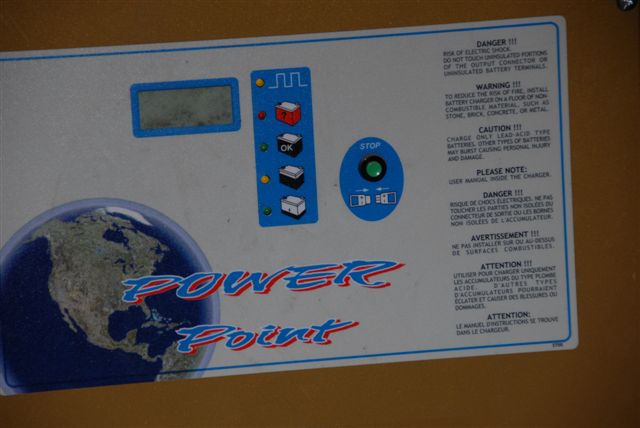 DANGER !!!
RISK OF ELECTRIC SHOCK.
DO NOT TOUCH UNINSULATED PORTIONS
OF THE OUTPUT CONNECTOR OR
UNINSULATED BATTERY TERMINALS.
WARNING !!!
TO REDUCE THE RISK OF FIRE, INSTALL
BATTERY CHARGER ON A FLOOR OF NON-
COMBUSTIBLE MATERIAL, SUCH AS
STONE, BRICK, CONCRETE, OR METAL.
CAUTION !!!
CHARGE ONLY LEAD-ACID TYPE
BATTERIES. OTHER TYPES OF BATTERIES
MAY BURST CAUSING PERSONAL INJURY
AND DAMAGE.
PLEASE NOTE:
USER MANUAL INSIDE THE CHARGER.
DANGER !!!
RISQUE DE CHOCS ÉLECTRIQUES. NE PAS
TOUCHER LES PARTIES NON ISOLÉES DU
CONNECTEUR DE SORTIE OU LES BORNES
NON ISOLÉES DE L'ACCUMULATEUR.
AVERTISSEMENT !!!
NE PAS INSTALLER SUR OU AU-DESSUS
DE SURFACES COMBUSTIBLES.
ATTENTION !!!
UTILISER POUR CHARGER UNIQUEMENT
LES ACCUMULATEURS DU TYPE PLOMBE
ACIDE. D'AUTRES TYPES
D'ACCUMULATEURS POURRAIENT
ÉCLATER ET CAUSER DES BLESSURES OU
DOMMAGES.
ATTENTION:
LE MANUEL D'INSTRUCTIONS SE TROUVE
DANS LE CHARGEUR.
?
OK
STOP
POWER
Point